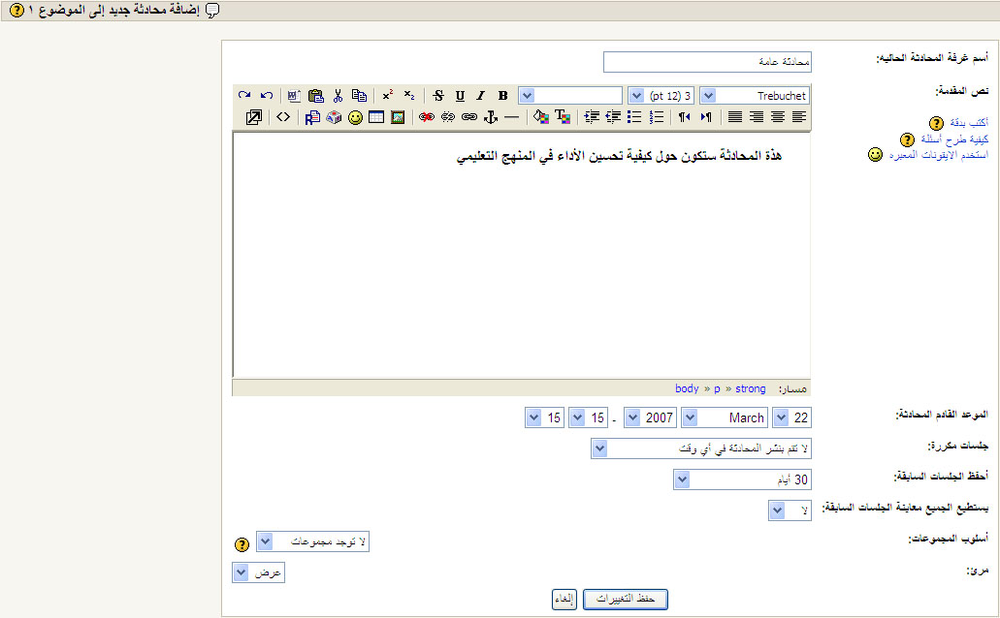 إضافة محادثة جديد إلى الموضوع ١
أسم غرفة المحادثة الحاليه: محادثة عامة
نص المقدمة:
Trebuchet 3 (12 pt)
B I U S x₂ x²
أكتب بدقة
كيفية طرح أسئلة
استخدم الايقونات المعبره
هذة المحادثة ستكون حول كيفية تحسين الأداء في المنهج التعليمي
مسار: body » p » strong
الموعد القادم المحادثة: 22 March 2007 - 15 15
جلسات مكررة: لا تقم بنشر المحادثة في أي وقت
أحفظ الجلسات السابقة: 30 أيام
يستطيع الجميع معاينة الجلسات السابقة: لا
أسلوب المجموعات: لا توجد مجموعات
مرئ: عرض
حفظ التغييرات إلغاء